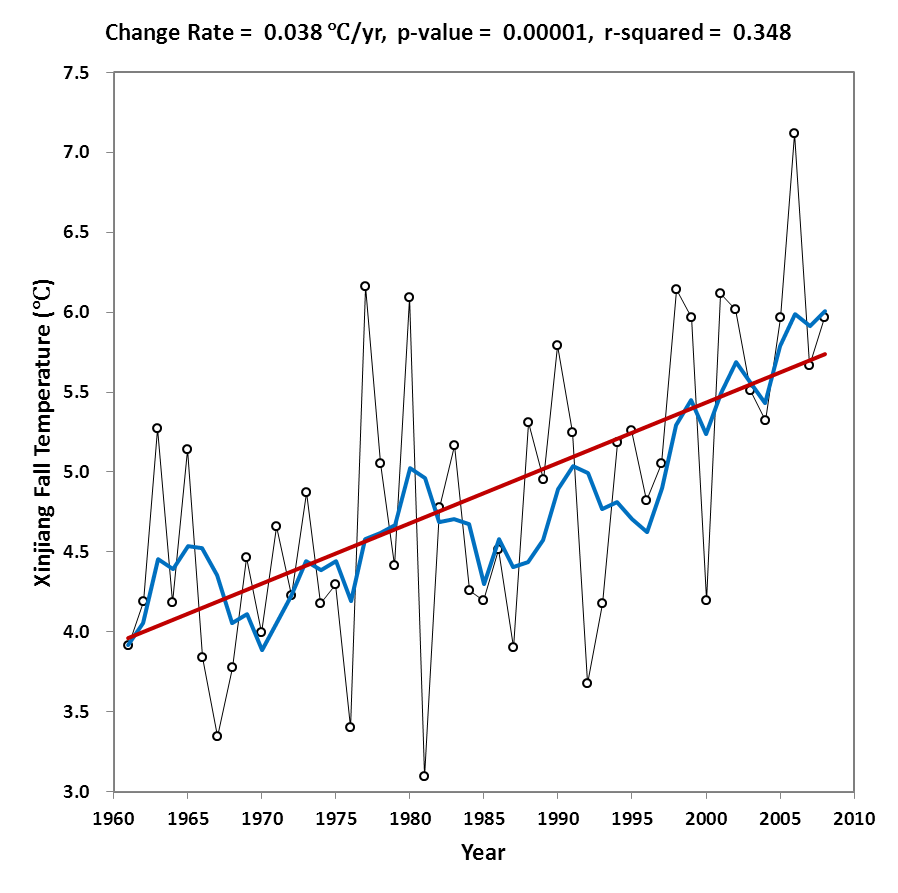 Change Rate = 0.038 ℃/yr, p-value = 0.00001, r-squared = 0.348
7.5
7.0
6.5
6.0
5.5
5.0
4.5
4.0
3.5
3.0
Xinjiang Fall Temperature (℃)
1960 1965 1970 1975 1980 1985 1990 1995 2000 2005 2010
Year